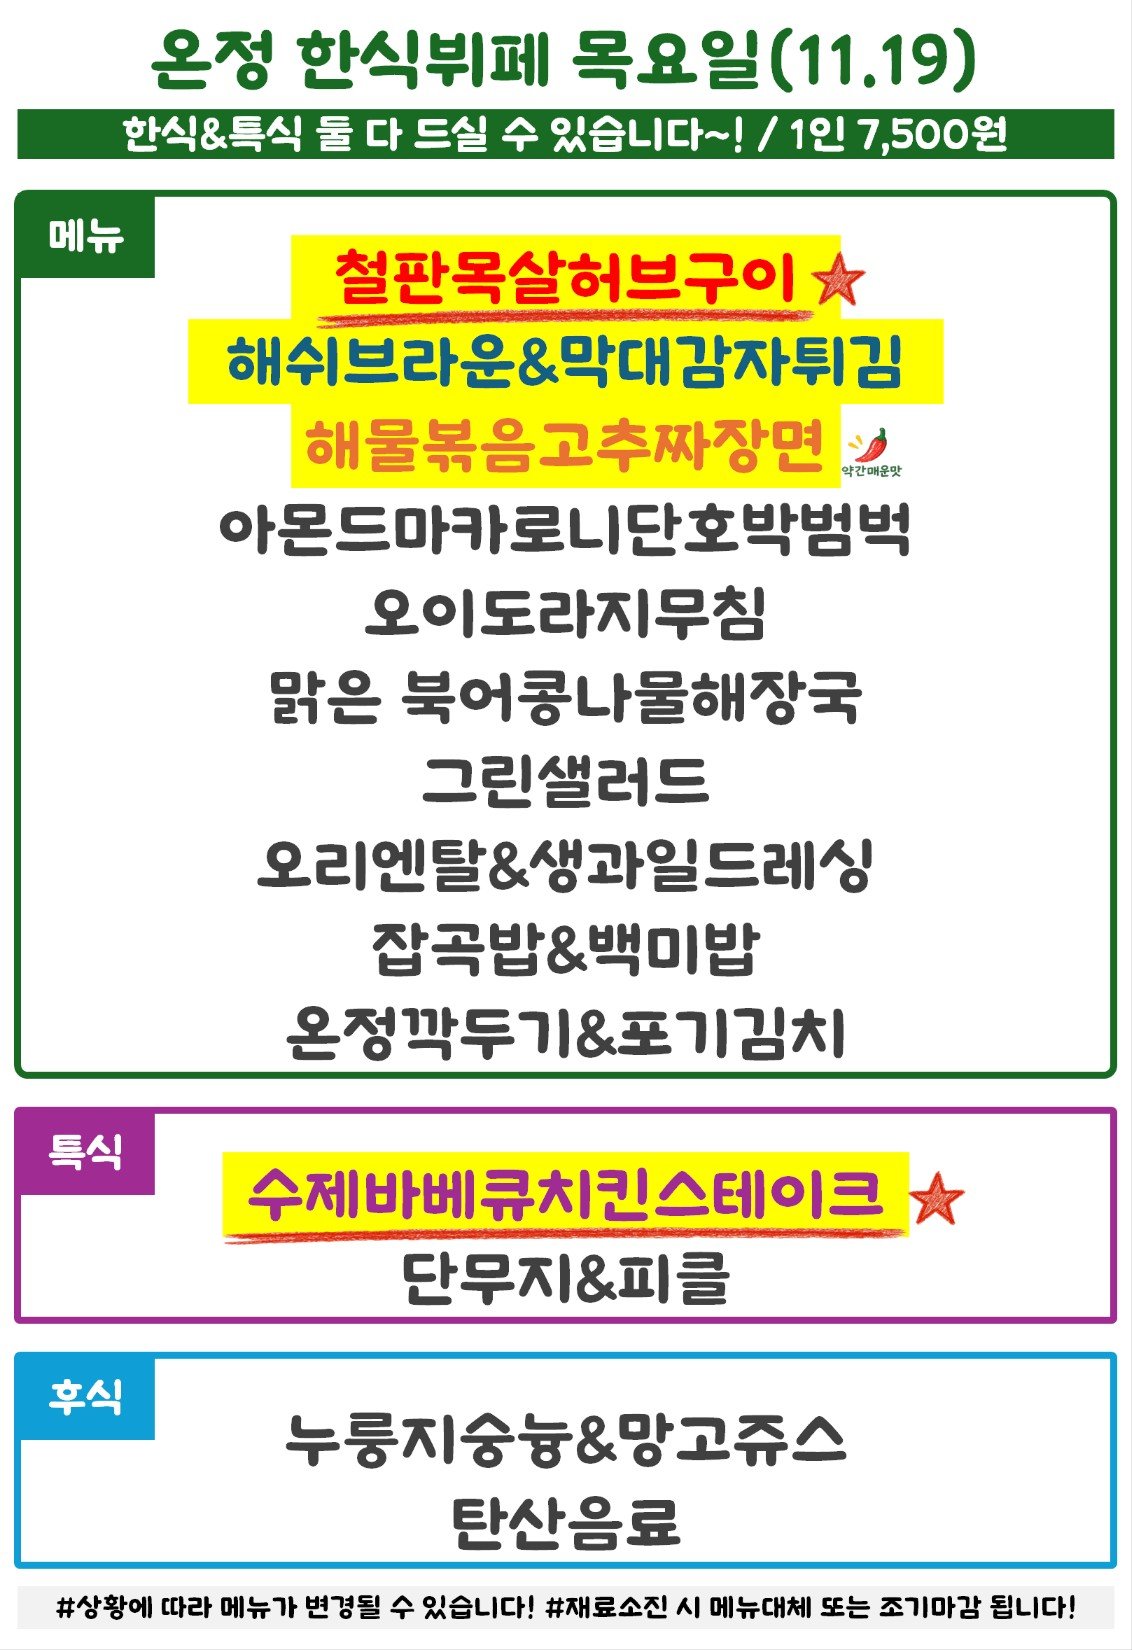 온정 한식뷔페 목요일(11.19)
한식&특식 둘 다 드실 수 있습니다~! / 1인 7,500원
메뉴
철판목살허브구이
해쉬브라운&막대감자튀김
해물볶음고추짜장면
약간매운맛
아몬드마카로니단호박범벅
오이도라지무침
맑은 북어콩나물해장국
그린샐러드
오리엔탈&생과일드레싱
잡곡밥&백미밥
온정깍두기&포기김치
특식
수제바베큐치킨스테이크
단무지&피클
후식
누룽지숭늉&망고쥬스
탄산음료
#상황에 따라 메뉴가 변경될 수 있습니다! #재료소진 시 메뉴대체 또는 조기마감 됩니다!